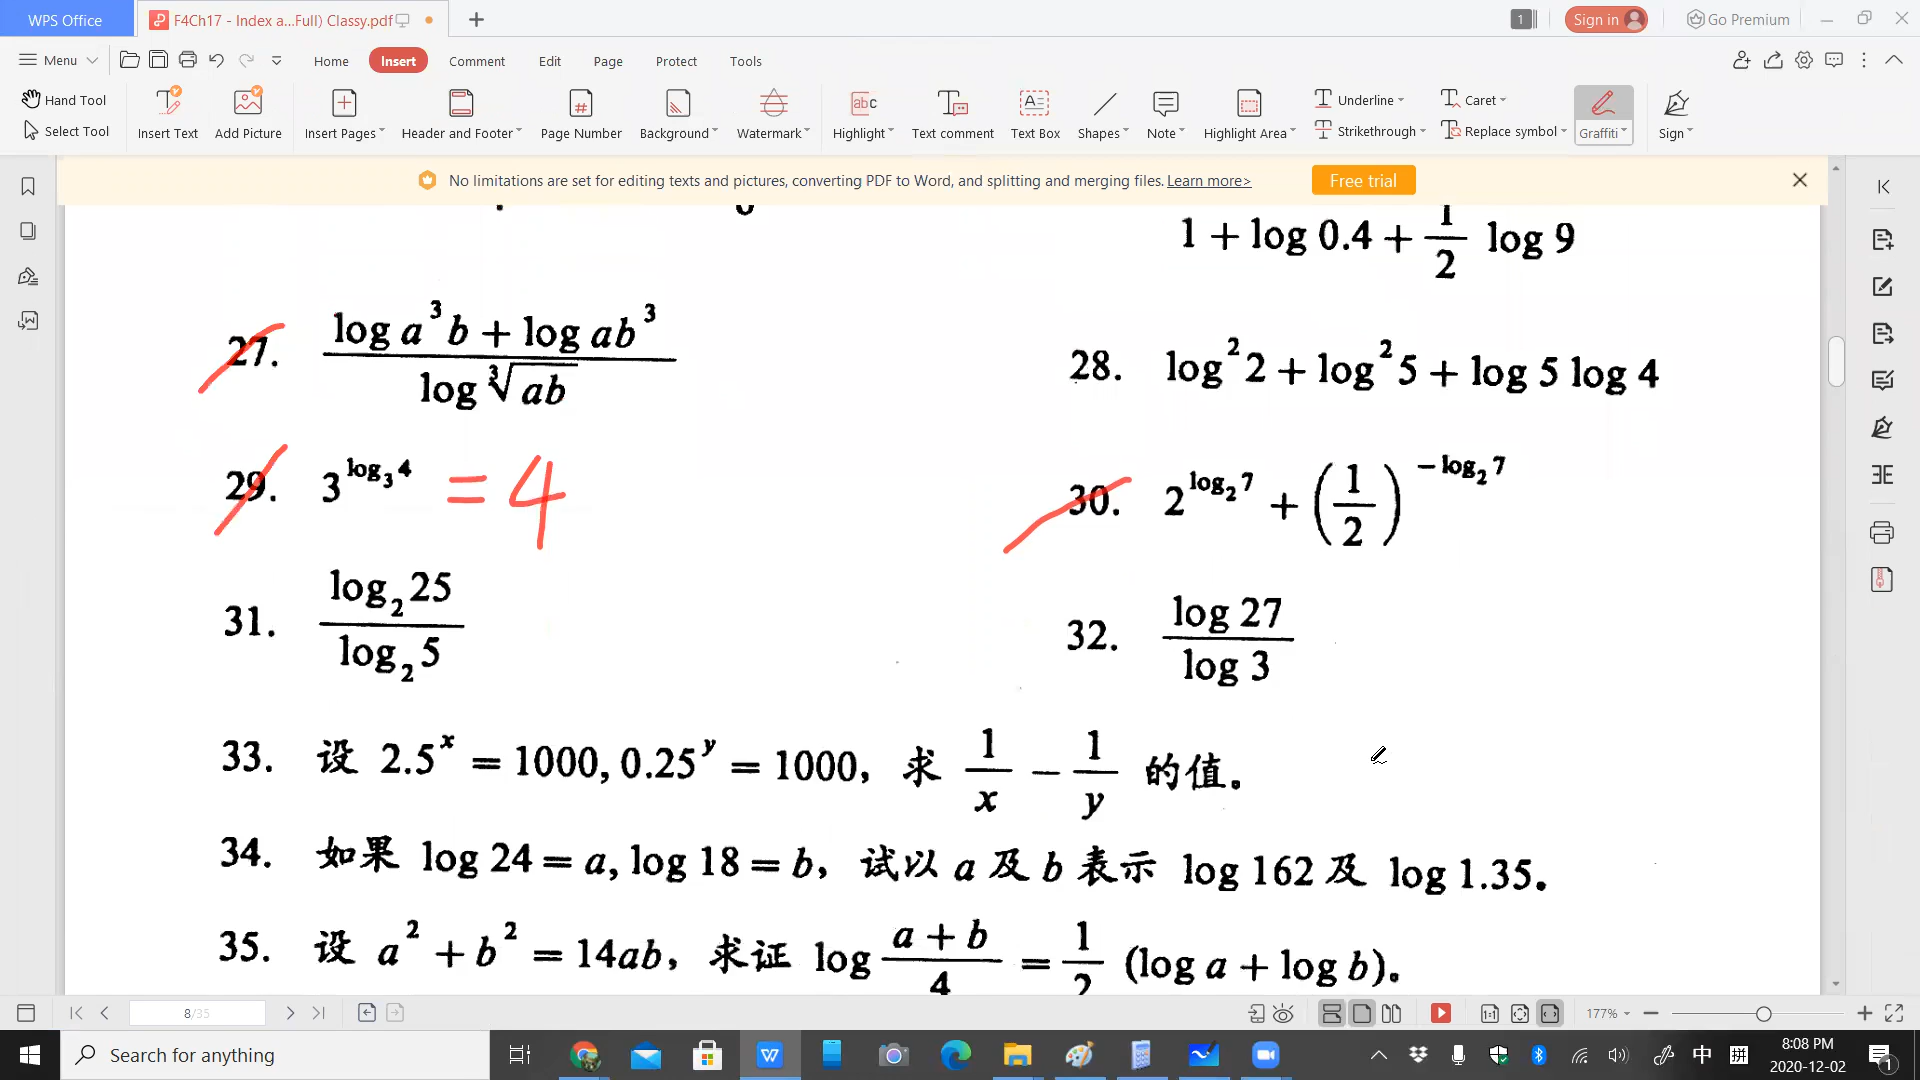 WPS Office
F4Ch17 - Index a...Full) Classy.pdf
1
Sign in
Go Premium
Menu
Home
Insert
Comment
Edit
Page
Protect
Tools
Hand Tool
Select Tool
Insert Text
Add Picture
Insert Pages
Header and Footer
Page Number
Background
Watermark
Highlight
Text comment
Text Box
Shapes
Note
Highlight Area
Underline
Strikethrough
Caret
Replace symbol
Graffiti
Sign
No limitations are set for editing texts and pictures, converting PDF to Word, and splitting and merging files. Learn more>
Free trial
1 + log 0.4 + 1/2 log 9
27. (log a³b + log ab³) / (log ∛ab)
28. log²2 + log²5 + log 5 log 4
29. 3^(log₃4) = 4
30. 2^(log₂7) + (1/2)^(-log₂7)
31. log₂25 / log₂5
32. log 27 / log 3
33. 设 2.5^x = 1000, 0.25^y = 1000, 求 1/x − 1/y 的值.
34. 如果 log 24 = a, log 18 = b, 试以 a 及 b 表示 log 162 及 log 1.35.
35. 设 a² + b² = 14ab, 求证 log (a + b)/4 = 1/2 (log a + log b).
8/35
1:1
177%
Search for anything
中
拼
8:08 PM
2020-12-02
1